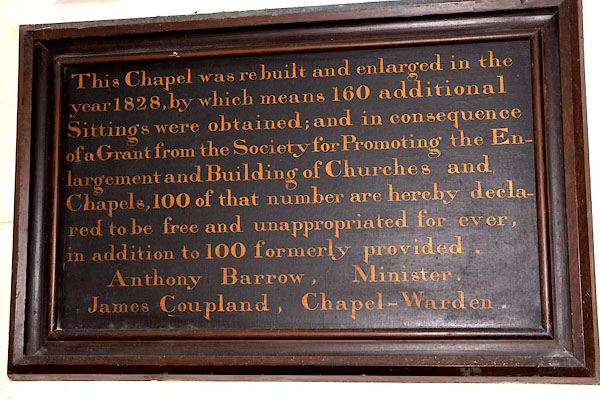 This Chapel was rebuilt and enlarged in the
year 1828, by which means 160 additional
Sittings were obtained; and in consequence
of a Grant from the Society for Promoting the En-
largement and Building of Churches and
Chapels, 100 of that number are hereby decla-
red to be free and unappropriated for ever,
in addition to 100 formerly provided.
Anthony Barrow, Minister.
James Coupland, Chapel-Warden.